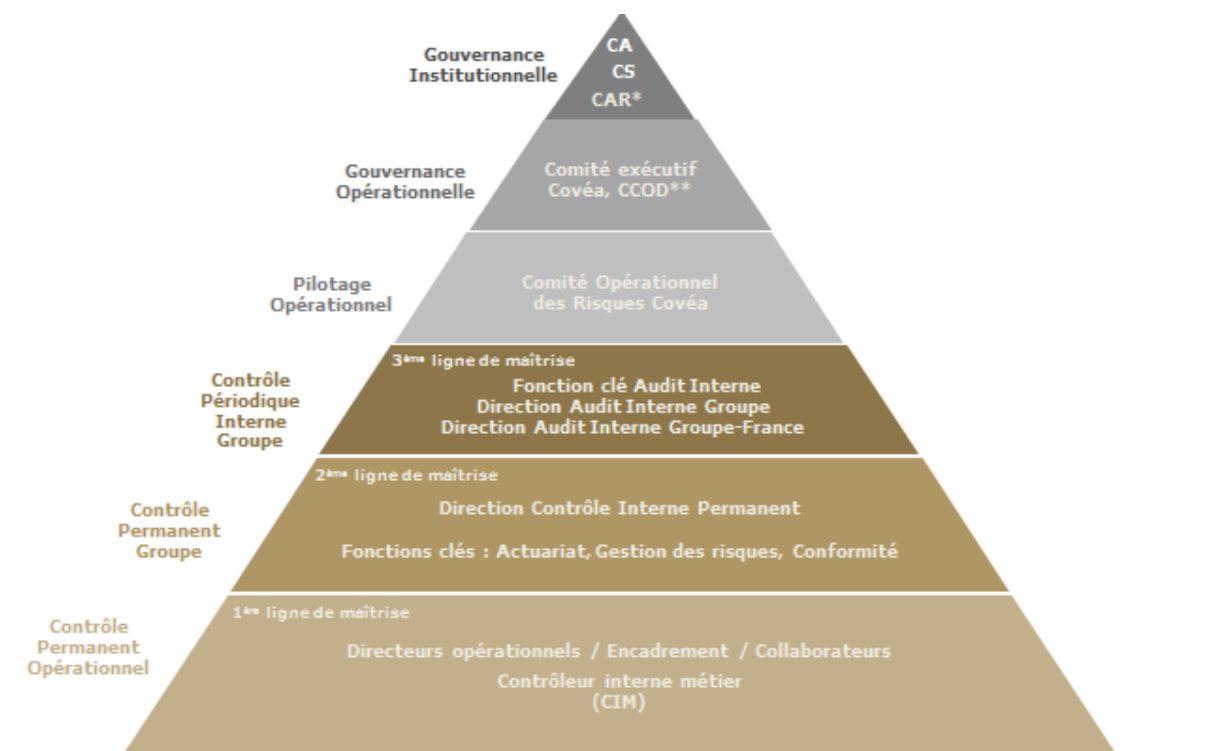 Gouvernance
Institutionnelle
CA
CS
CAR*
Gouvernance
Opérationnelle
Comité exécutif
Covéa, CCOD**
Pilotage
Opérationnel
Comité Opérationnel
des Risques Covéa
Contrôle
Périodique
Interne
Groupe
3ème ligne de maîtrise
Fonction clé Audit Interne
Direction Audit Interne Groupe
Direction Audit Interne Groupe-France
Contrôle
Permanent
Groupe
2ème ligne de maîtrise
Direction Contrôle Interne Permanent
Fonctions clés : Actuariat, Gestion des risques, Conformité
Contrôle
Permanent
Opérationnel
1ère ligne de maîtrise
Directeurs opérationnels / Encadrement / Collaborateurs
Contrôleur interne métier
(CIM)